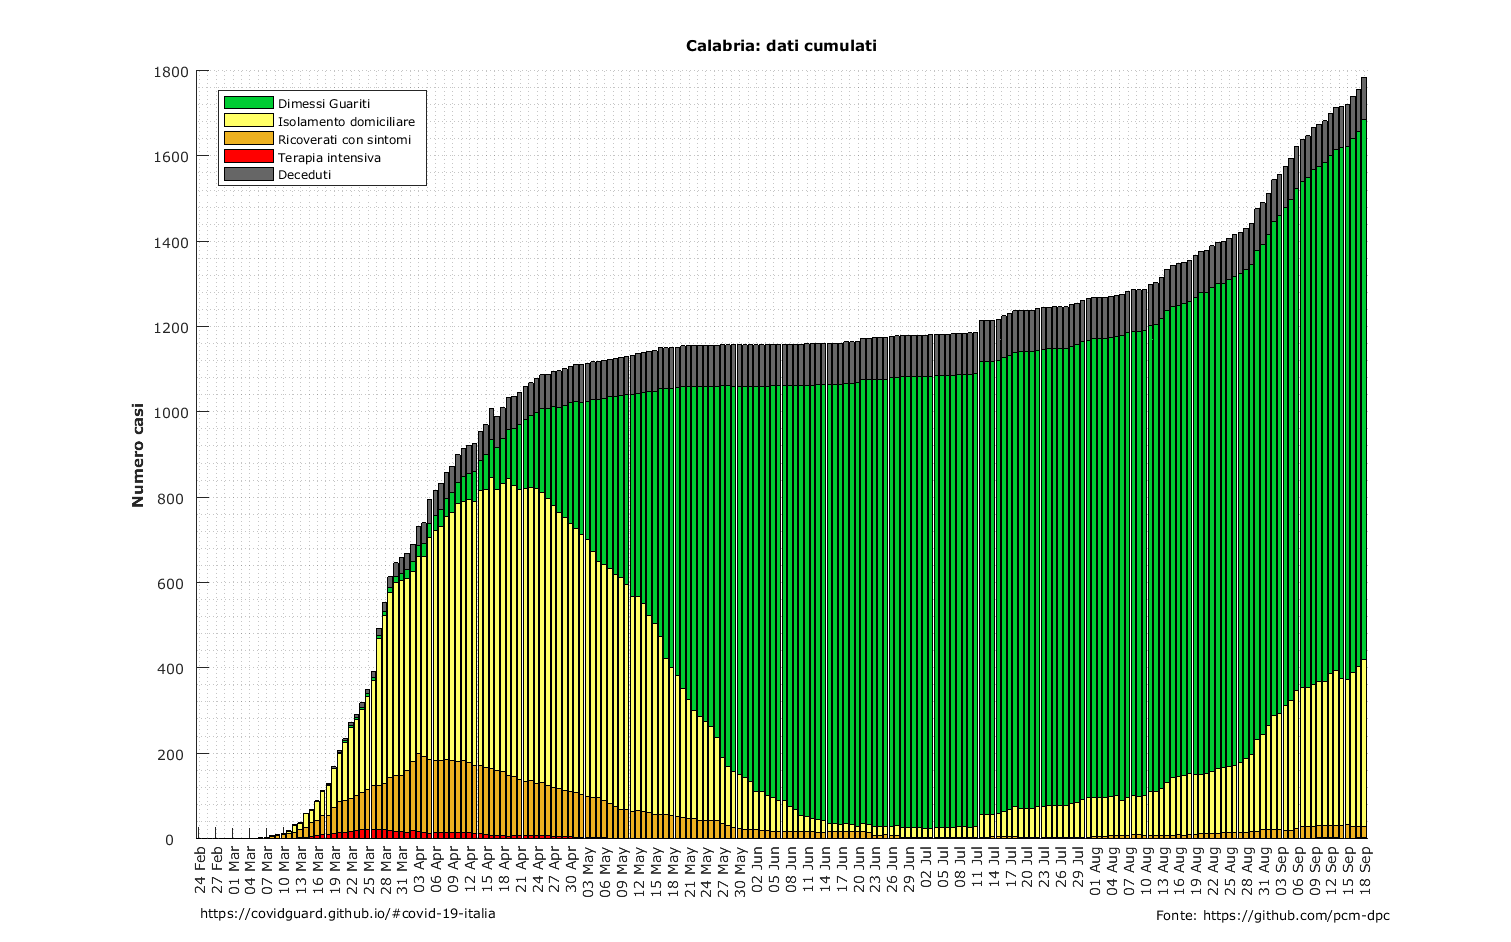 Calabria: dati cumulati
1800
1600
1400
1200
1000
800
600
400
200
0
Numero casi
Dimessi Guariti
Isolamento domiciliare
Ricoverati con sintomi
Terapia intensiva
Deceduti
24 Feb
27 Feb
01 Mar
04 Mar
07 Mar
10 Mar
13 Mar
16 Mar
19 Mar
22 Mar
25 Mar
28 Mar
31 Mar
03 Apr
06 Apr
09 Apr
12 Apr
15 Apr
18 Apr
21 Apr
24 Apr
27 Apr
30 Apr
03 May
06 May
09 May
12 May
15 May
18 May
21 May
24 May
27 May
30 May
02 Jun
05 Jun
08 Jun
11 Jun
14 Jun
17 Jun
20 Jun
23 Jun
26 Jun
29 Jun
02 Jul
05 Jul
08 Jul
11 Jul
14 Jul
17 Jul
20 Jul
23 Jul
26 Jul
29 Jul
01 Aug
04 Aug
07 Aug
10 Aug
13 Aug
16 Aug
19 Aug
22 Aug
25 Aug
28 Aug
31 Aug
03 Sep
06 Sep
09 Sep
12 Sep
15 Sep
18 Sep
https://covidguard.github.io/#covid-19-italia
Fonte: https://github.com/pcm-dpc